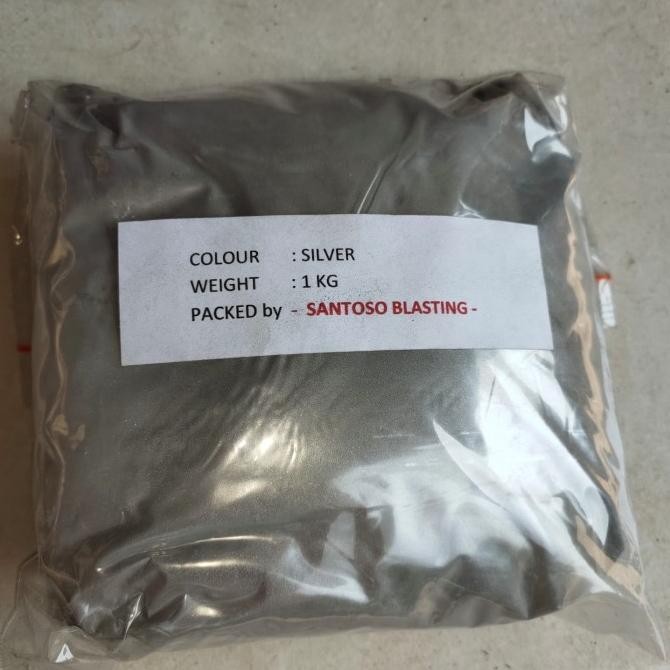 COLOUR : SILVER
WEIGHT : 1 KG
PACKED by - SANTOSO BLASTING -